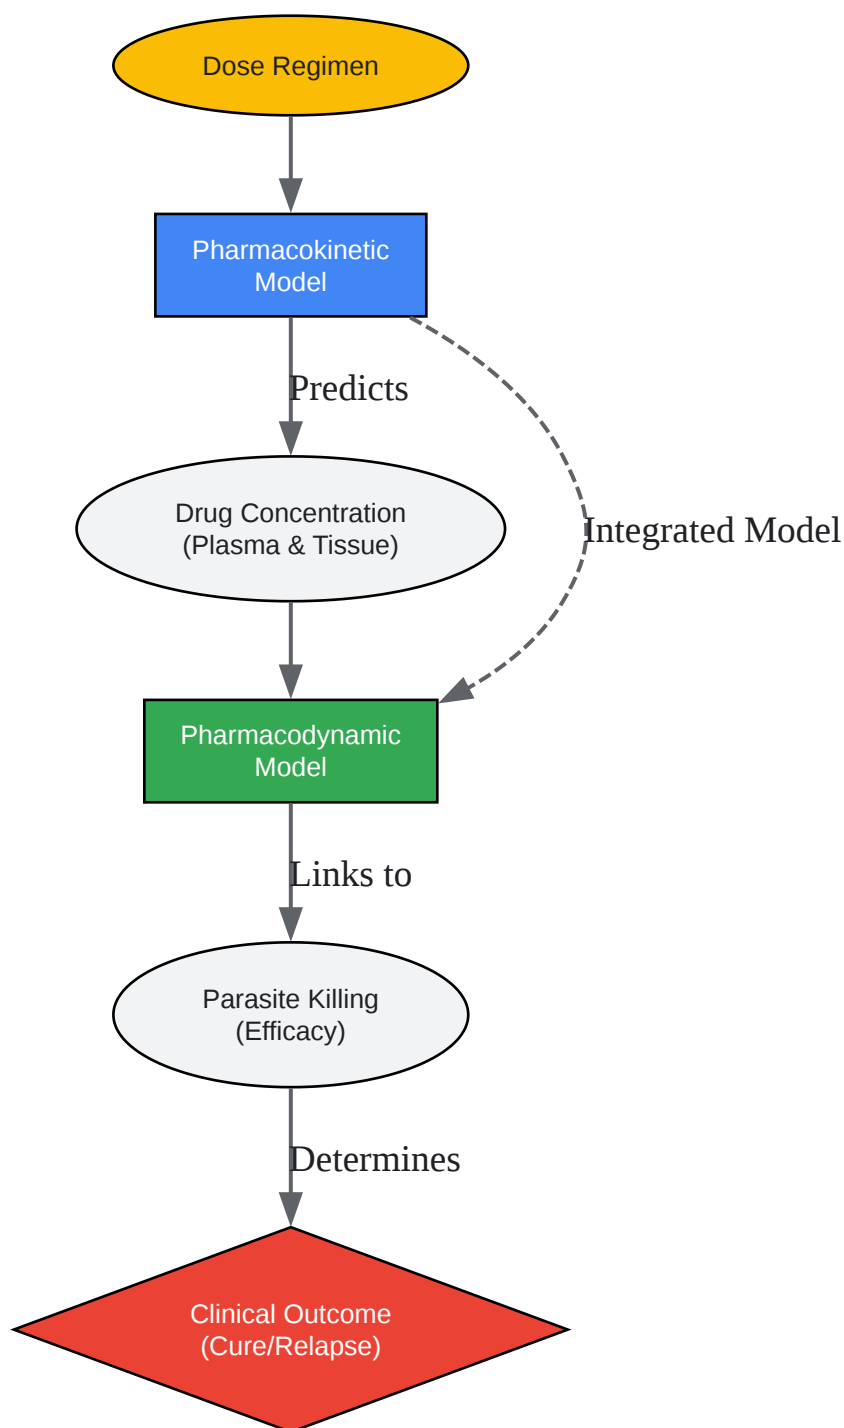 Dose Regimen
Pharmacokinetic
Model
Predicts
Drug Concentration
(Plasma & Tissue)
Integrated Model
Pharmacodynamic
Model
Links to
Parasite Killing
(Efficacy)
Determines
Clinical Outcome
(Cure/Relapse)